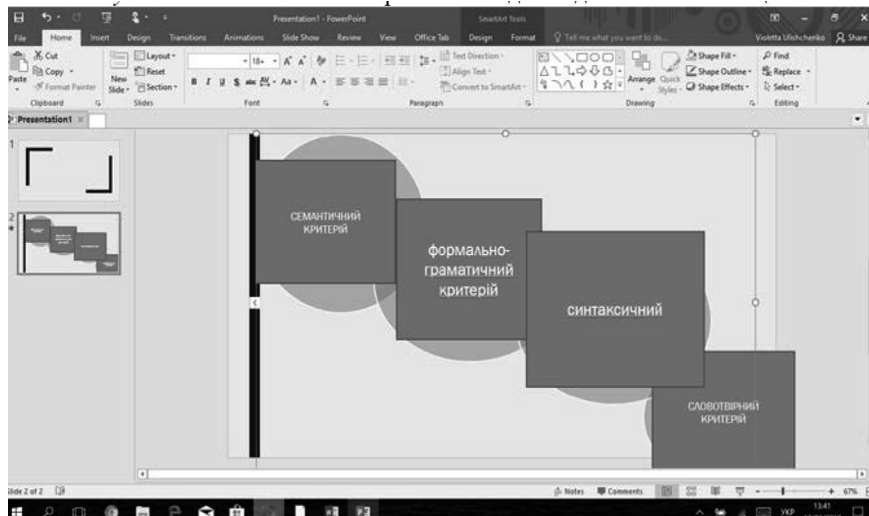 Presentation1 - PowerPoint
SmartArt Tools
File Home Insert Design Transitions Animations Slide Show Review View Office Tab Design Format Tell me what you want to do... Violetta Ulishchenko Share
Cut
Copy
Format Painter
Paste
Clipboard
New Slide
Layout
Reset
Section
Slides
18+
Font
Text Direction
Align Text
Convert to SmartArt
Paragraph
Arrange
Quick Styles
Shape Fill
Shape Outline
Shape Effects
Drawing
Find
Replace
Select
Editing
Presentation1
1
2
СЕМАНТИЧНИЙ
КРИТЕРІЙ
формально-
граматичний
критерій
синтаксичний
СЛОВОТВІРНИЙ
КРИТЕРІЙ
Slide 2 of 2
Notes Comments 67%
УКР 13:41